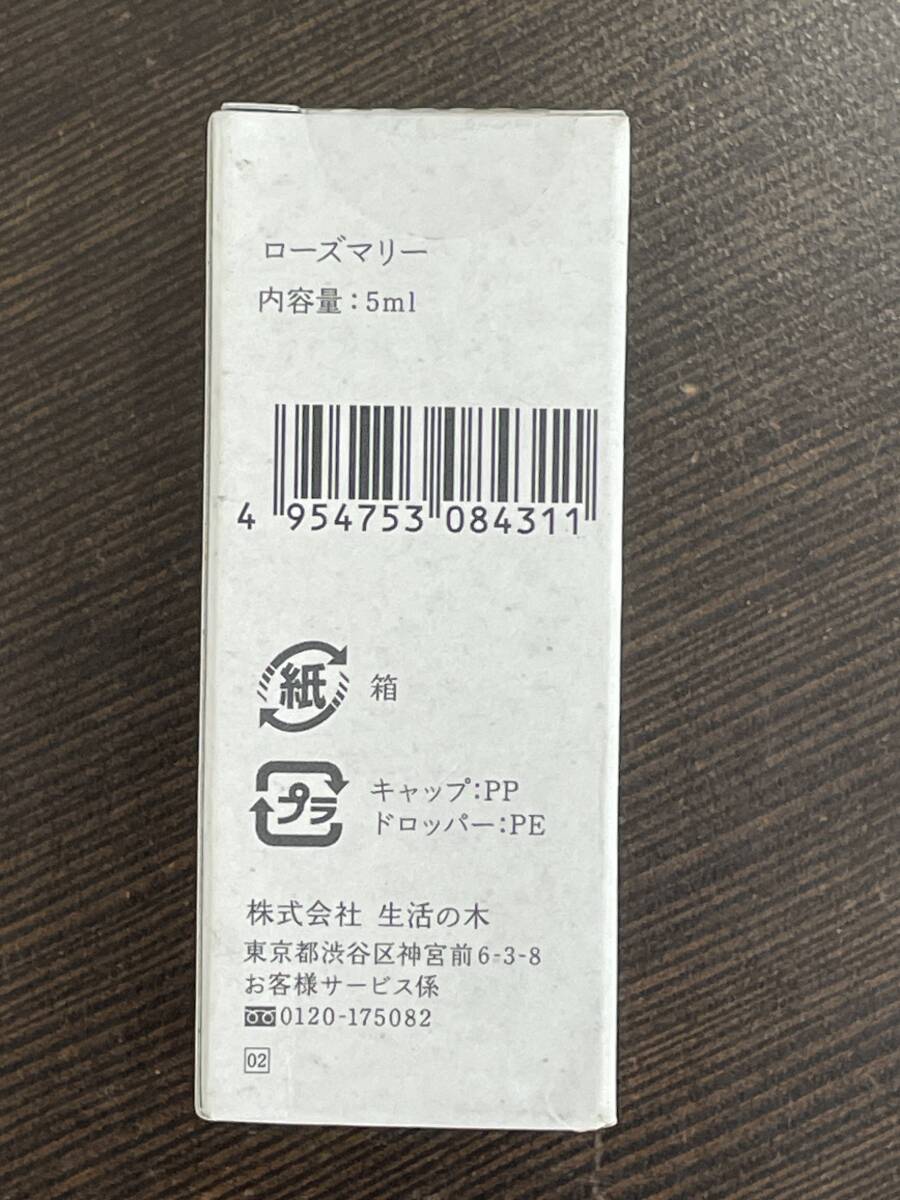 ローズマリー
内容量：5ml
4 954753 084311
紙 箱
プラ キャップ：PP
ドロッパー：PE
株式会社 生活の木
東京都渋谷区神宮前6-3-8
お客様サービス係
0120-175082
02